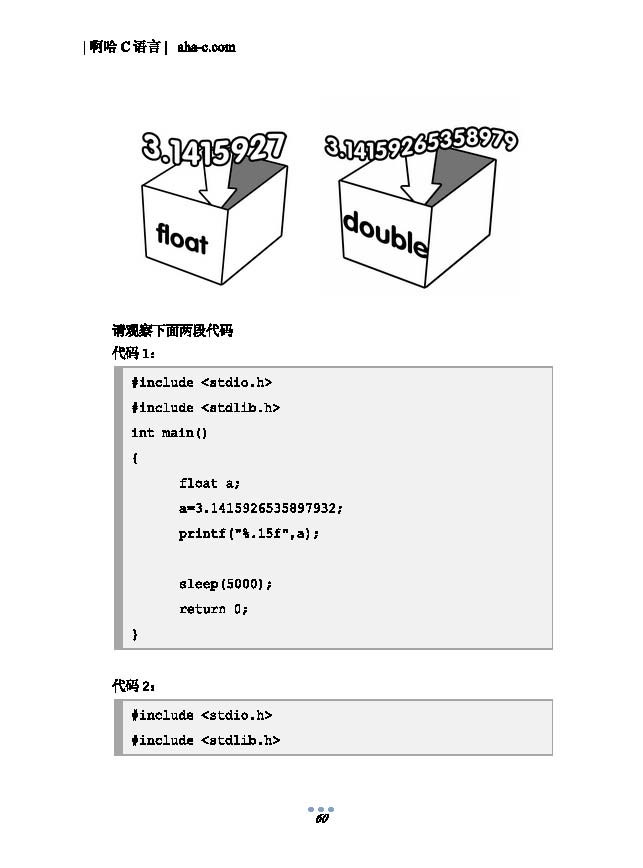 | 啊哈 C 语言 | aha-c.com
3.1415927
3.14159265358979
float
double
请观察下面两段代码
代码 1：
#include <stdio.h>
#include <stdlib.h>
int main()
{
float a;
a=3.1415926535897932;
printf("%.15f",a);
sleep(5000);
return 0;
}
代码 2：
#include <stdio.h>
#include <stdlib.h>
60